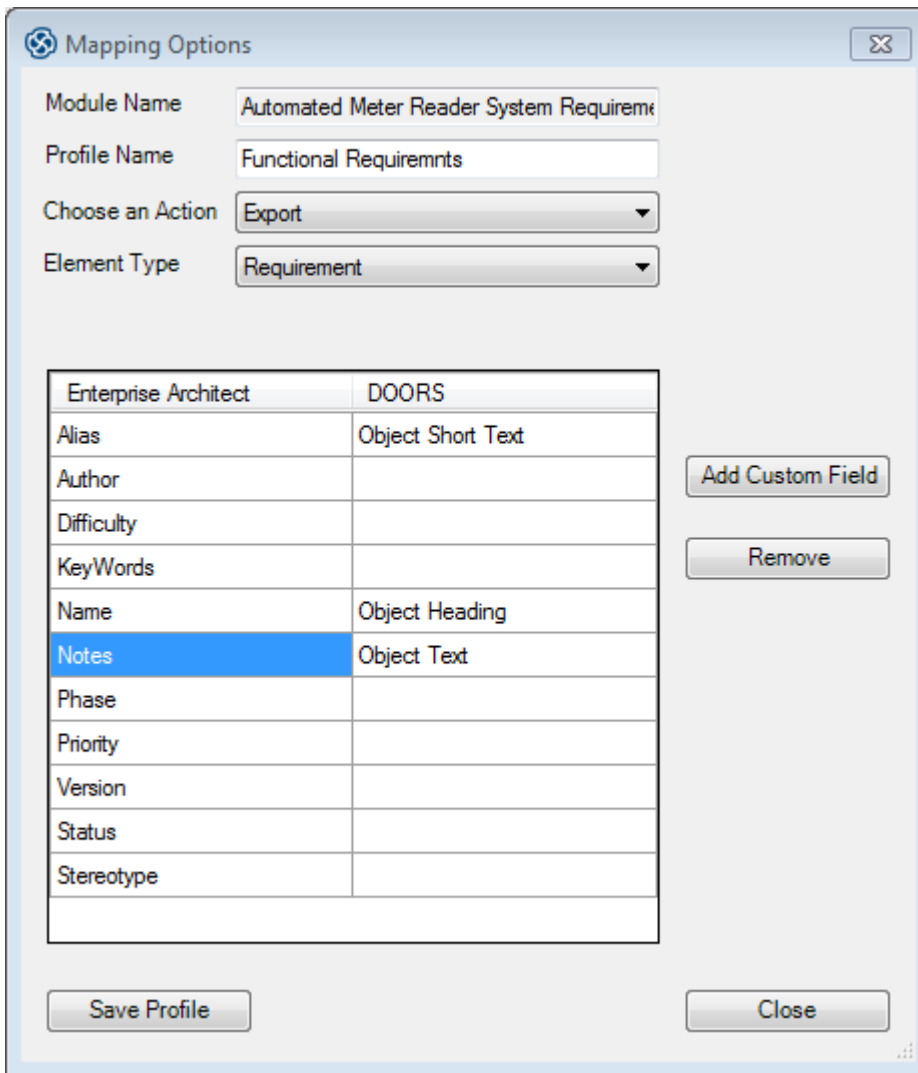 Mapping Options
Module Name Automated Meter Reader System Requireme
Profile Name Functional Requiremnts
Choose an Action Export
Element Type Requirement
Enterprise Architect DOORS
Alias Object Short Text
Author
Add Custom Field
Difficulty
KeyWords
Remove
Name Object Heading
Notes Object Text
Phase
Priority
Version
Status
Stereotype
Save Profile Close